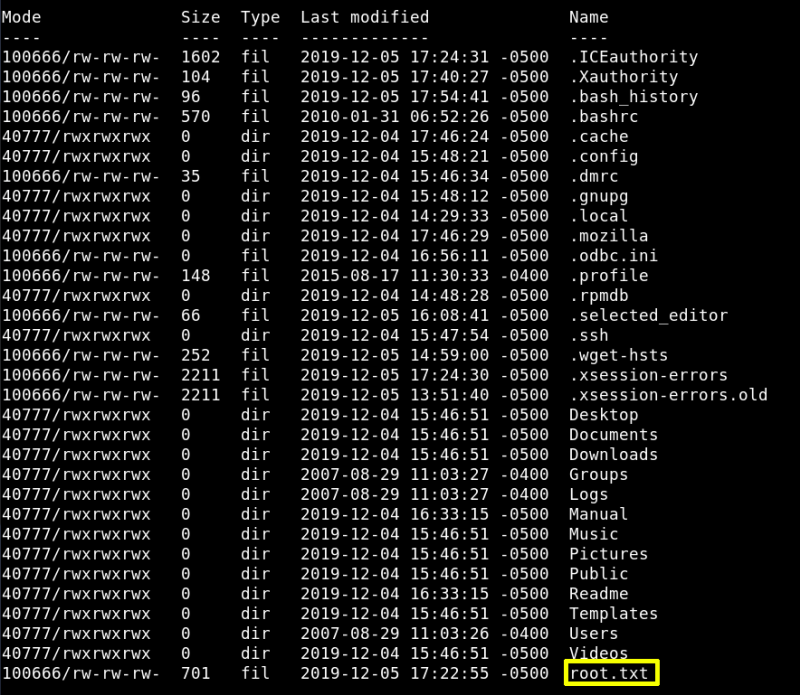 Mode Size Type Last modified Name
---- ---- ---- ------------- ----
100666/rw-rw-rw- 1602 fil 2019-12-05 17:24:31 -0500 .ICEauthority
100666/rw-rw-rw- 104 fil 2019-12-05 17:40:27 -0500 .Xauthority
100666/rw-rw-rw- 96 fil 2019-12-05 17:54:41 -0500 .bash_history
100666/rw-rw-rw- 570 fil 2010-01-31 06:52:26 -0500 .bashrc
40777/rwxrwxrwx 0 dir 2019-12-04 17:46:24 -0500 .cache
40777/rwxrwxrwx 0 dir 2019-12-04 15:48:21 -0500 .config
100666/rw-rw-rw- 35 fil 2019-12-04 15:46:34 -0500 .dmrc
40777/rwxrwxrwx 0 dir 2019-12-04 15:48:12 -0500 .gnupg
40777/rwxrwxrwx 0 dir 2019-12-04 14:29:33 -0500 .local
40777/rwxrwxrwx 0 dir 2019-12-04 17:46:29 -0500 .mozilla
100666/rw-rw-rw- 0 fil 2019-12-04 16:56:11 -0500 .odbc.ini
100666/rw-rw-rw- 148 fil 2015-08-17 11:30:33 -0400 .profile
40777/rwxrwxrwx 0 dir 2019-12-04 14:48:28 -0500 .rpmdb
100666/rw-rw-rw- 66 fil 2019-12-05 16:08:41 -0500 .selected_editor
40777/rwxrwxrwx 0 dir 2019-12-04 15:47:54 -0500 .ssh
100666/rw-rw-rw- 252 fil 2019-12-05 14:59:00 -0500 .wget-hsts
100666/rw-rw-rw- 2211 fil 2019-12-05 17:24:30 -0500 .xsession-errors
100666/rw-rw-rw- 2211 fil 2019-12-05 13:51:40 -0500 .xsession-errors.old
40777/rwxrwxrwx 0 dir 2019-12-04 15:46:51 -0500 Desktop
40777/rwxrwxrwx 0 dir 2019-12-04 15:46:51 -0500 Documents
40777/rwxrwxrwx 0 dir 2019-12-04 15:46:51 -0500 Downloads
40777/rwxrwxrwx 0 dir 2007-08-29 11:03:27 -0400 Groups
40777/rwxrwxrwx 0 dir 2007-08-29 11:03:27 -0400 Logs
40777/rwxrwxrwx 0 dir 2019-12-04 16:33:15 -0500 Manual
40777/rwxrwxrwx 0 dir 2019-12-04 15:46:51 -0500 Music
40777/rwxrwxrwx 0 dir 2019-12-04 15:46:51 -0500 Pictures
40777/rwxrwxrwx 0 dir 2019-12-04 15:46:51 -0500 Public
40777/rwxrwxrwx 0 dir 2019-12-04 16:33:15 -0500 Readme
40777/rwxrwxrwx 0 dir 2019-12-04 15:46:51 -0500 Templates
40777/rwxrwxrwx 0 dir 2007-08-29 11:03:26 -0400 Users
40777/rwxrwxrwx 0 dir 2019-12-04 15:46:51 -0500 Videos
100666/rw-rw-rw- 701 fil 2019-12-05 17:22:55 -0500 root.txt